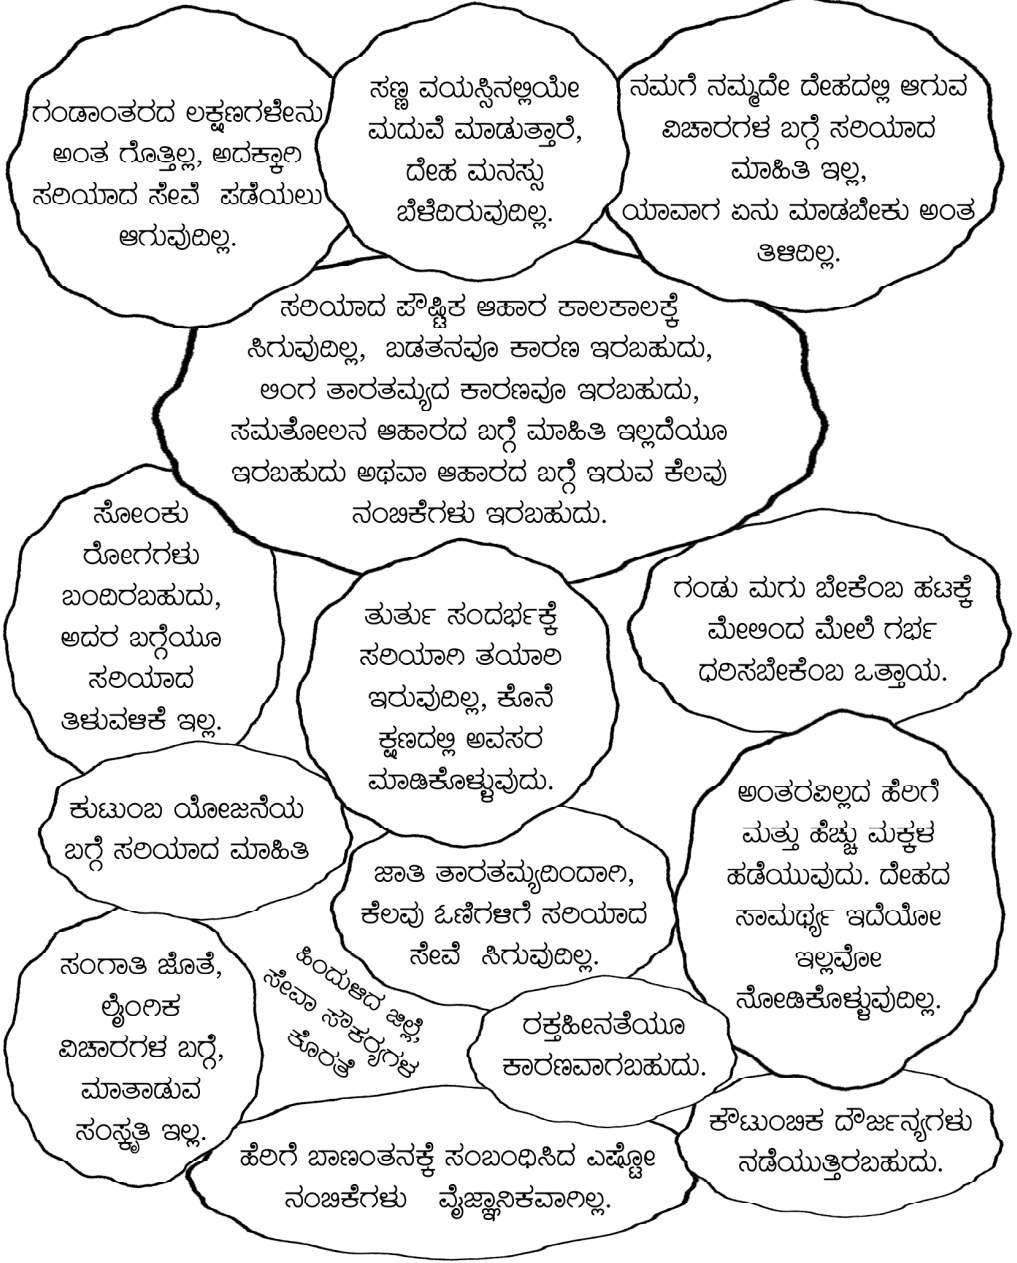 ಗಂಡಾಂತರದ ಲಕ್ಷಣಗಳೇನು
ಅಂತ ಗೊತ್ತಿಲ್ಲ, ಅದಕ್ಕಾಗಿ
ಸರಿಯಾದ ಸೇವೆ ಪಡೆಯಲು
ಆಗುವುದಿಲ್ಲ.
ಸಣ್ಣ ವಯಸ್ಸಿನಲ್ಲಿಯೇ
ಮದುವೆ ಮಾಡುತ್ತಾರೆ,
ದೇಹ ಮನಸ್ಸು
ಬೆಳೆದಿರುವುದಿಲ್ಲ.
ನಮಗೆ ನಮ್ಮದೇ ದೇಹದಲ್ಲಿ ಆಗುವ
ವಿಚಾರಗಳ ಬಗ್ಗೆ ಸರಿಯಾದ
ಮಾಹಿತಿ ಇಲ್ಲ,
ಯಾವಾಗ ಏನು ಮಾಡಬೇಕು ಅಂತ
ತಿಳಿದಿಲ್ಲ.
ಸರಿಯಾದ ಪೌಷ್ಟಿಕ ಆಹಾರ ಕಾಲಕಾಲಕ್ಕೆ
ಸಿಗುವುದಿಲ್ಲ, ಬಡತನವೂ ಕಾರಣ ಇರಬಹುದು,
ಲಿಂಗ ತಾರತಮ್ಯದ ಕಾರಣವೂ ಇರಬಹುದು,
ಸಮತೋಲನ ಆಹಾರದ ಬಗ್ಗೆ ಮಾಹಿತಿ ಇಲ್ಲದೆಯೂ
ಇರಬಹುದು ಅಥವಾ ಆಹಾರದ ಬಗ್ಗೆ ಇರುವ ಕೆಲವು
ನಂಬಿಕೆಗಳು ಇರಬಹುದು.
ಸೋಂಕು
ರೋಗಗಳು
ಬಂದಿರಬಹುದು,
ಅದರ ಬಗ್ಗೆಯೂ
ಸರಿಯಾದ
ತಿಳುವಳಿಕೆ ಇಲ್ಲ.
ತುರ್ತು ಸಂದರ್ಭಕ್ಕೆ
ಸರಿಯಾಗಿ ತಯಾರಿ
ಇರುವುದಿಲ್ಲ, ಕೊನೆ
ಕ್ಷಣದಲ್ಲಿ ಅವಸರ
ಮಾಡಿಕೊಳ್ಳುವುದು.
ಗಂಡು ಮಗು ಬೇಕೆಂಬ ಹಟಕ್ಕೆ
ಮೇಲಿಂದ ಮೇಲೆ ಗರ್ಭ
ಧರಿಸಬೇಕೆಂಬ ಒತ್ತಾಯ.
ಕುಟುಂಬ ಯೋಜನೆಯ
ಬಗ್ಗೆ ಸರಿಯಾದ ಮಾಹಿತಿ
ಜಾತಿ ತಾರತಮ್ಯದಿಂದಾಗಿ,
ಕೆಲವು ಓಣಿಗಳಿಗೆ ಸರಿಯಾದ
ಸೇವೆ ಸಿಗುವುದಿಲ್ಲ.
ಅಂತರವಿಲ್ಲದ ಹೆರಿಗೆ
ಮತ್ತು ಹೆಚ್ಚು ಮಕ್ಕಳ
ಹಡೆಯುವುದು. ದೇಹದ
ಸಾಮರ್ಥ್ಯ ಇದೆಯೋ
ಇಲ್ಲವೋ
ನೋಡಿಕೊಳ್ಳುವುದಿಲ್ಲ.
ಸಂಗಾತಿ ಜೊತೆ,
ಲೈಂಗಿಕ
ವಿಚಾರಗಳ ಬಗ್ಗೆ,
ಮಾತಾಡುವ
ಸಂಸ್ಕೃತಿ ಇಲ್ಲ.
ಹಿಂದುಳಿದ ಜಿಲ್ಲೆ,
ಸೇವಾ ಸೌಕರ್‍ಯಗಳ
ಕೊರತೆ
ರಕ್ತಹೀನತೆಯೂ
ಕಾರಣವಾಗಬಹುದು.
ಹೆರಿಗೆ ಬಾಣಂತನಕ್ಕೆ ಸಂಬಂಧಿಸಿದ ಎಷ್ಟೋ
ನಂಬಿಕೆಗಳು ವೈಜ್ಞಾನಿಕವಾಗಿಲ್ಲ.
ಕೌಟುಂಬಿಕ ದೌರ್ಜನ್ಯಗಳು
ನಡೆಯುತ್ತಿರಬಹುದು.